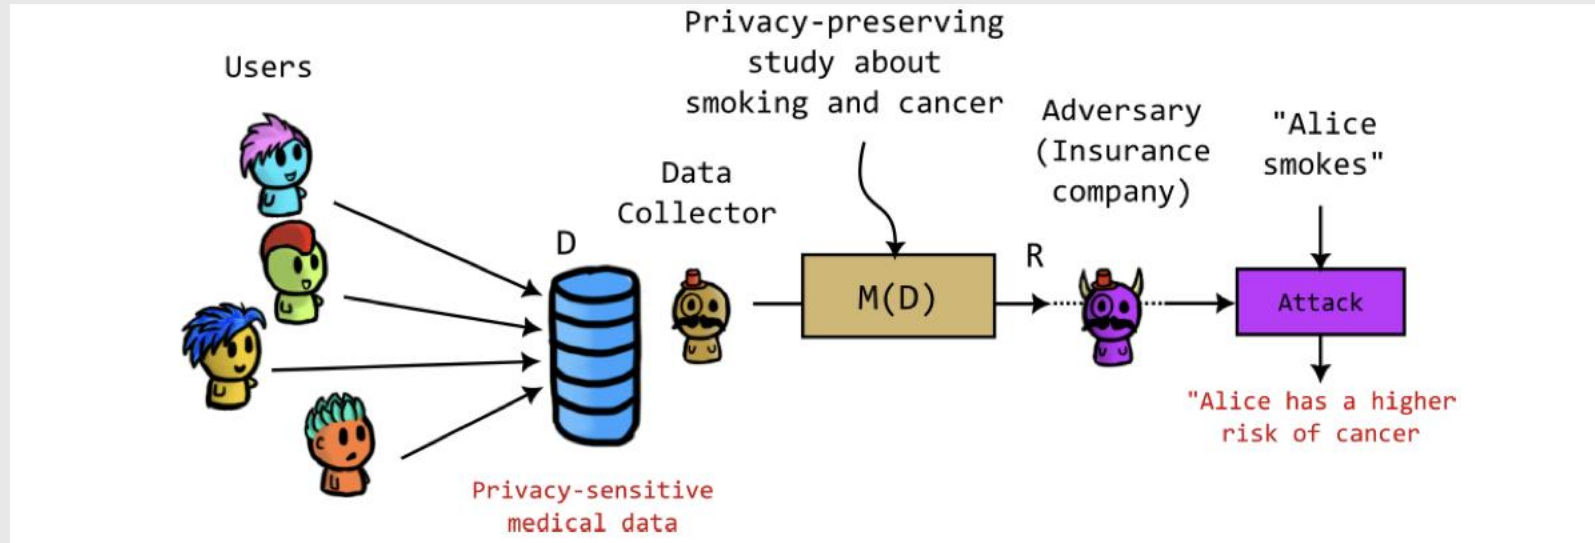 Users
Privacy-preserving
study about
smoking and cancer
Data
Collector
Adversary
(Insurance
company)
"Alice
smokes"
D
M(D)
R
Attack
Privacy-sensitive
medical data
"Alice has a higher
risk of cancer